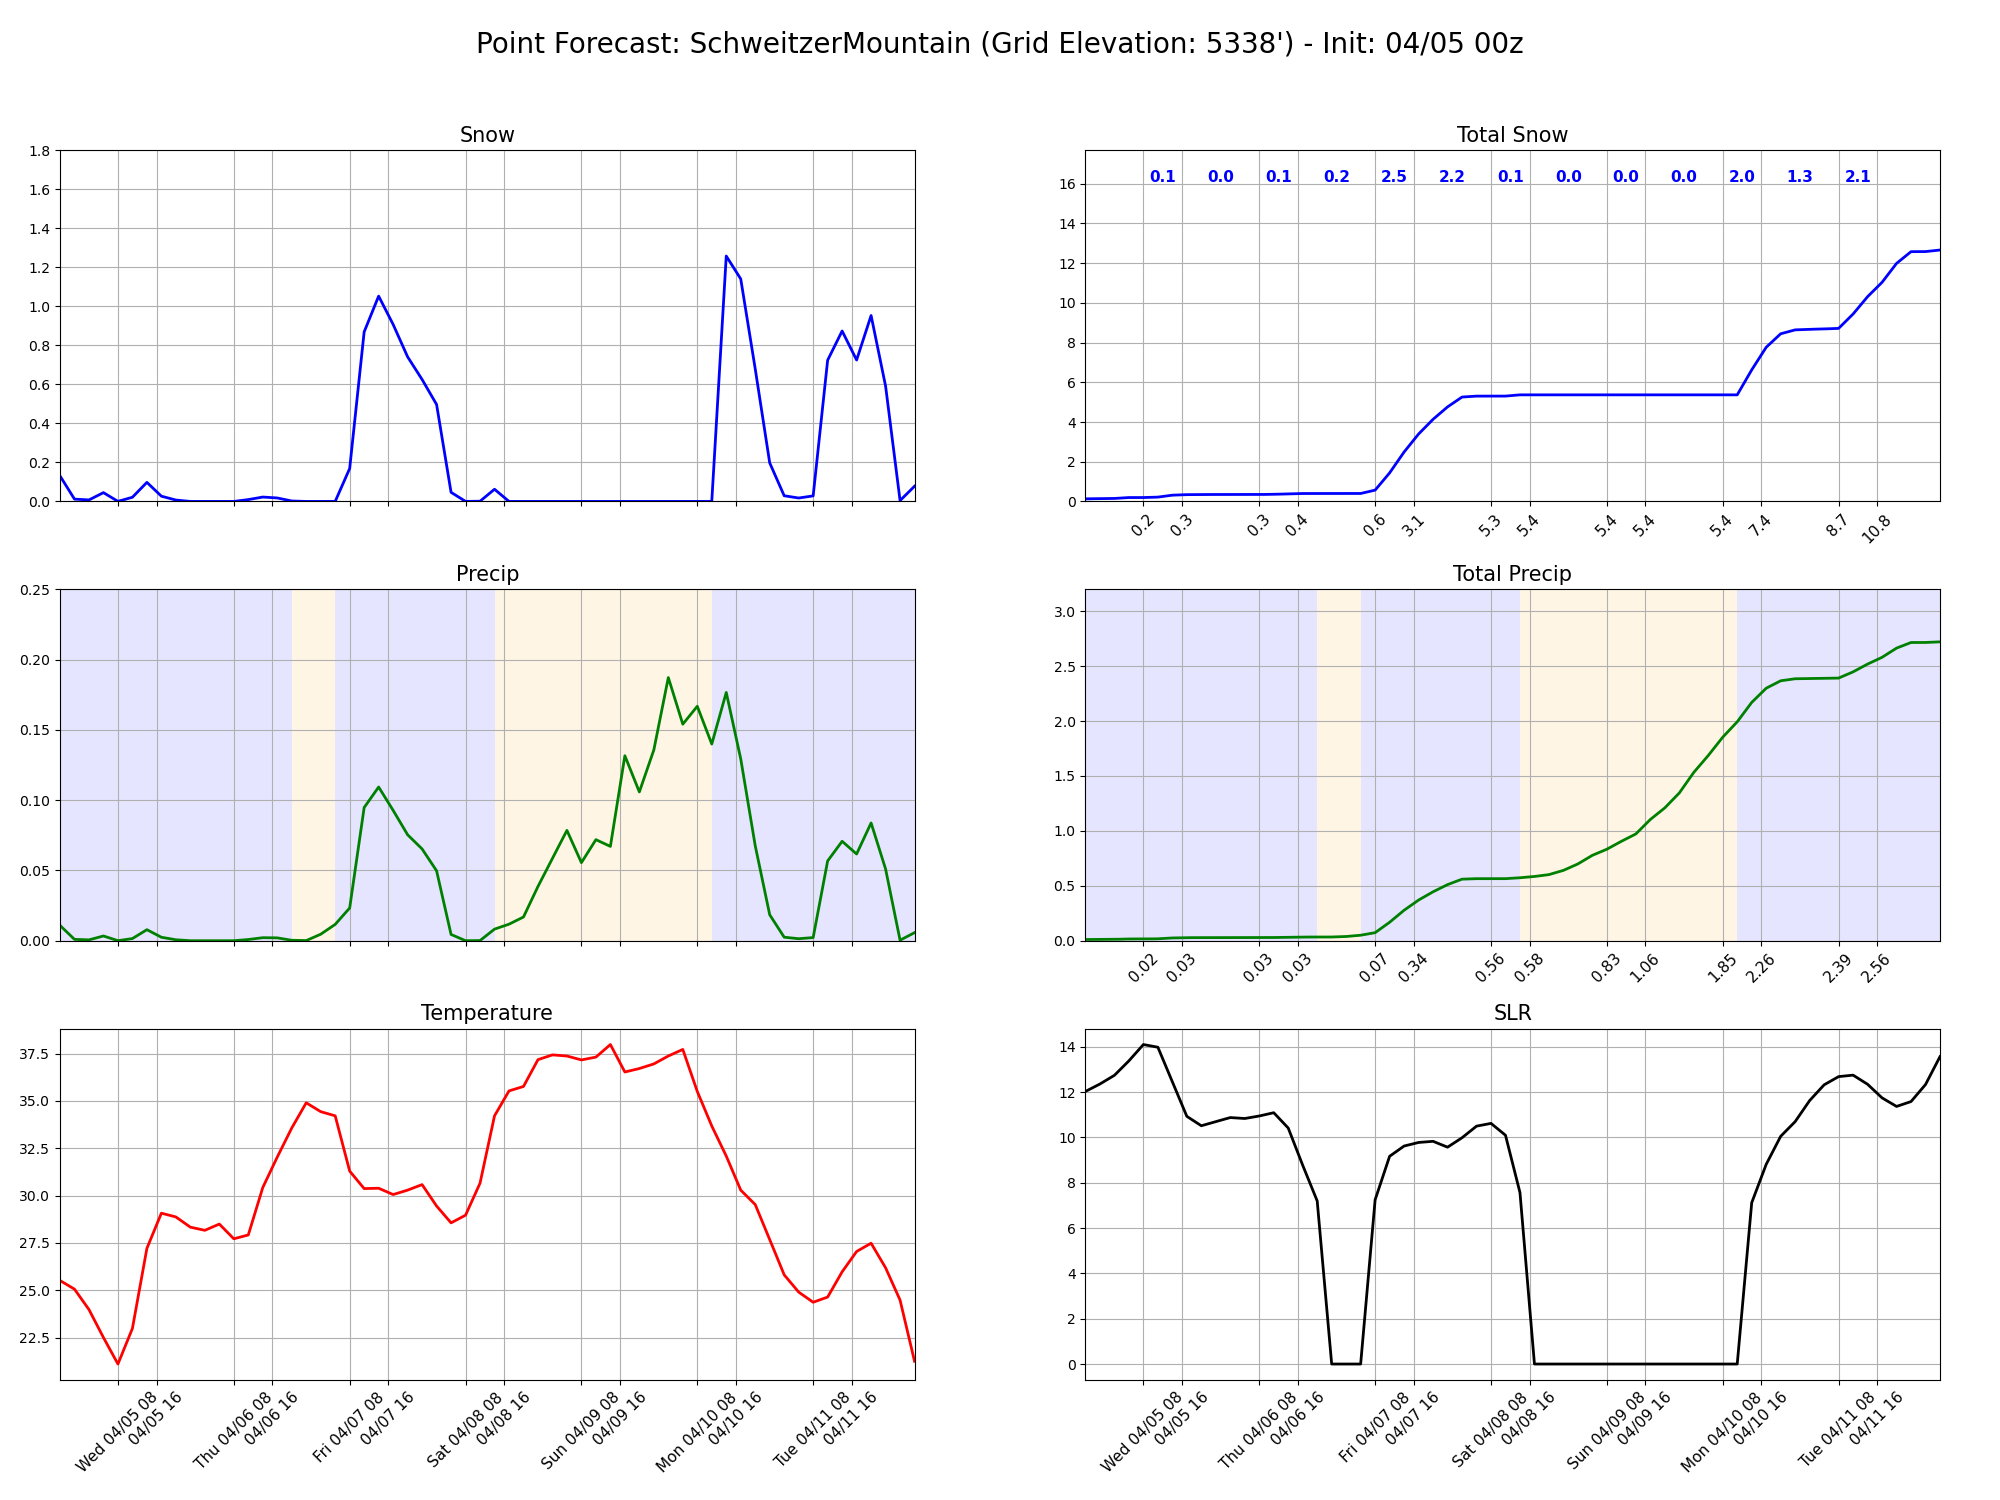 Point Forecast: SchweitzerMountain (Grid Elevation: 5338') - Init: 04/05 00z
Snow
1.8
1.6
1.4
1.2
1.0
0.8
0.6
0.4
0.2
0.0
Total Snow
0.1 0.0 0.1 0.2 2.5 2.2 0.1 0.0 0.0 0.0 2.0 1.3 2.1
16
14
12
10
8
6
4
2
0
0.2 0.3 0.3 0.4 0.6 3.1 5.3 5.4 5.4 5.4 5.4 7.4 8.7 10.8
Precip
0.25
0.20
0.15
0.10
0.05
0.00
Total Precip
3.0
2.5
2.0
1.5
1.0
0.5
0.0
0.02 0.03 0.03 0.03 0.07 0.34 0.56 0.58 0.83 1.06 1.85 2.26 2.39 2.56
Temperature
37.5
35.0
32.5
30.0
27.5
25.0
22.5
Wed 04/05 08
04/05 16
Thu 04/06 08
04/06 16
Fri 04/07 08
04/07 16
Sat 04/08 08
04/08 16
Sun 04/09 08
04/09 16
Mon 04/10 08
04/10 16
Tue 04/11 08
04/11 16
SLR
14
12
10
8
6
4
2
0
Wed 04/05 08
04/05 16
Thu 04/06 08
04/06 16
Fri 04/07 08
04/07 16
Sat 04/08 08
04/08 16
Sun 04/09 08
04/09 16
Mon 04/10 08
04/10 16
Tue 04/11 08
04/11 16